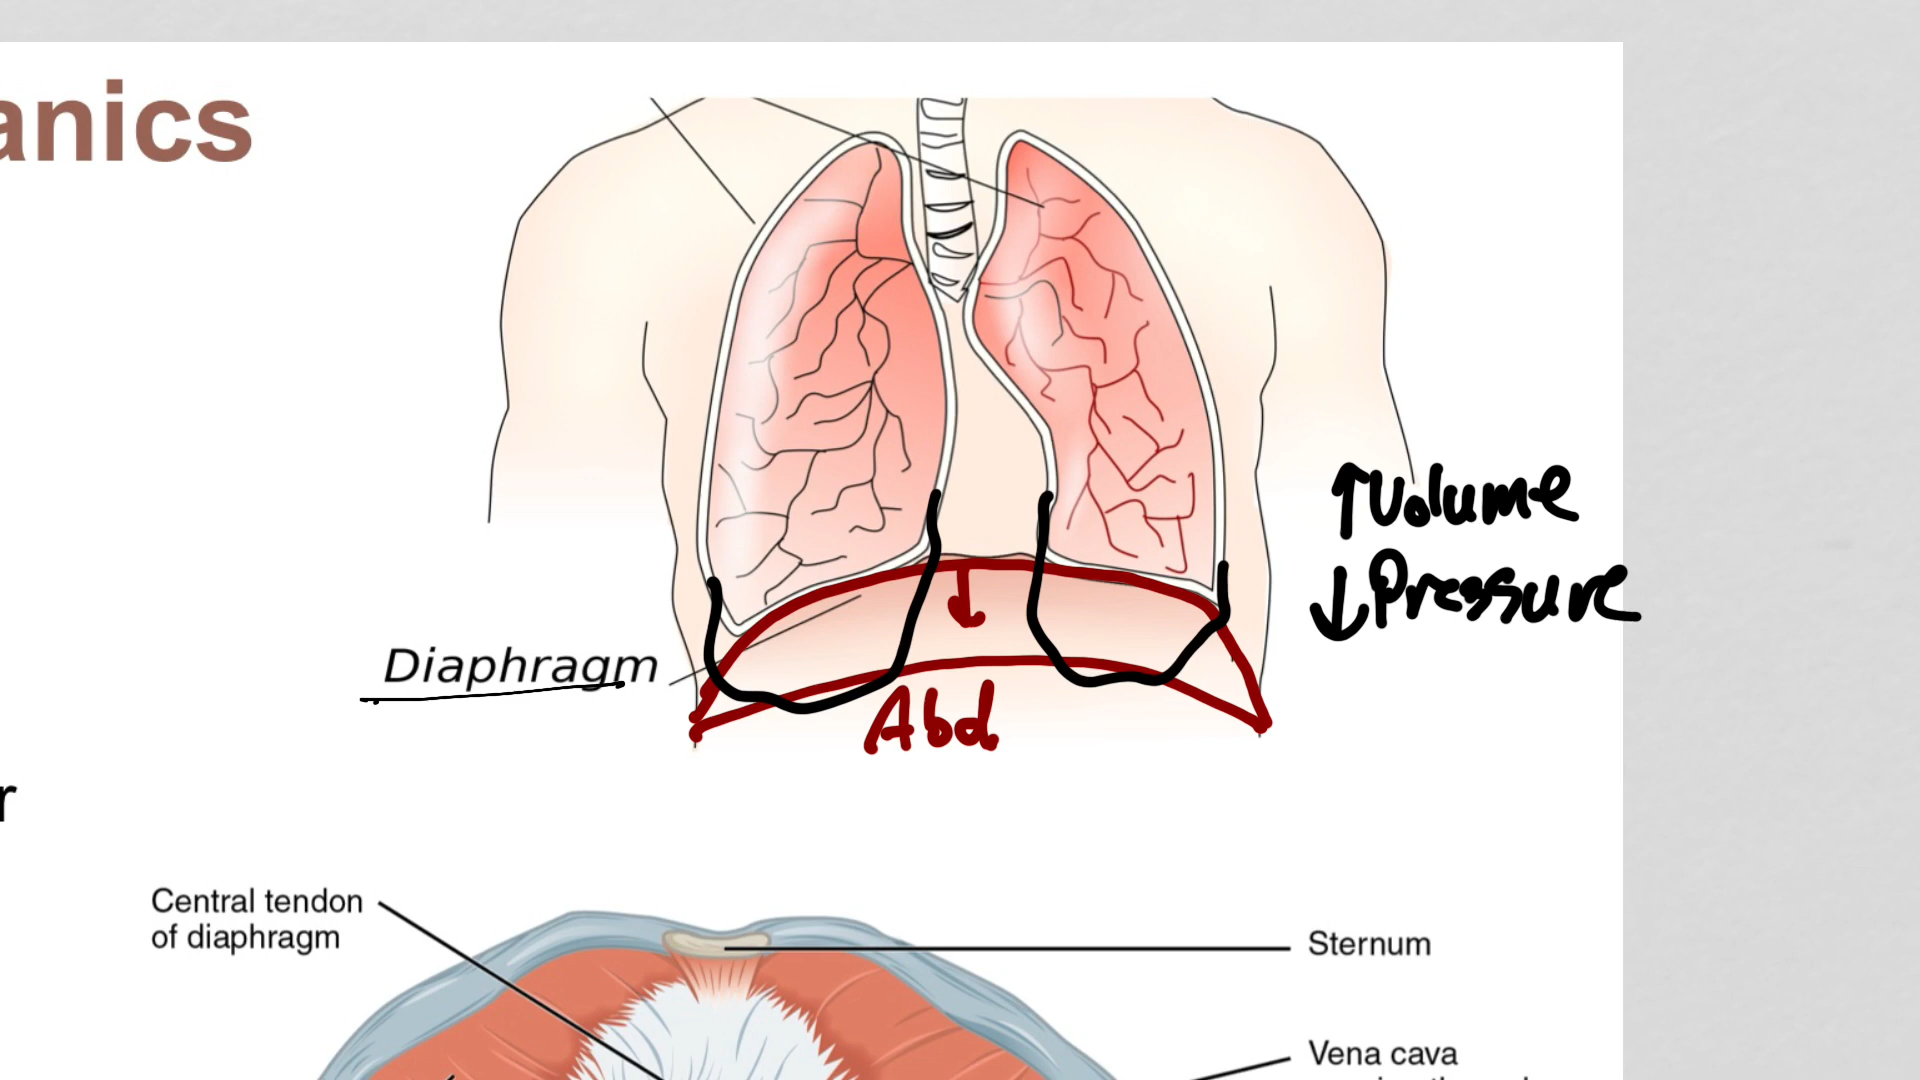 anics
↑Volume
↓Pressure
Diaphragm
Abd.
r
Central tendon
of diaphragm
Sternum
Vena cava